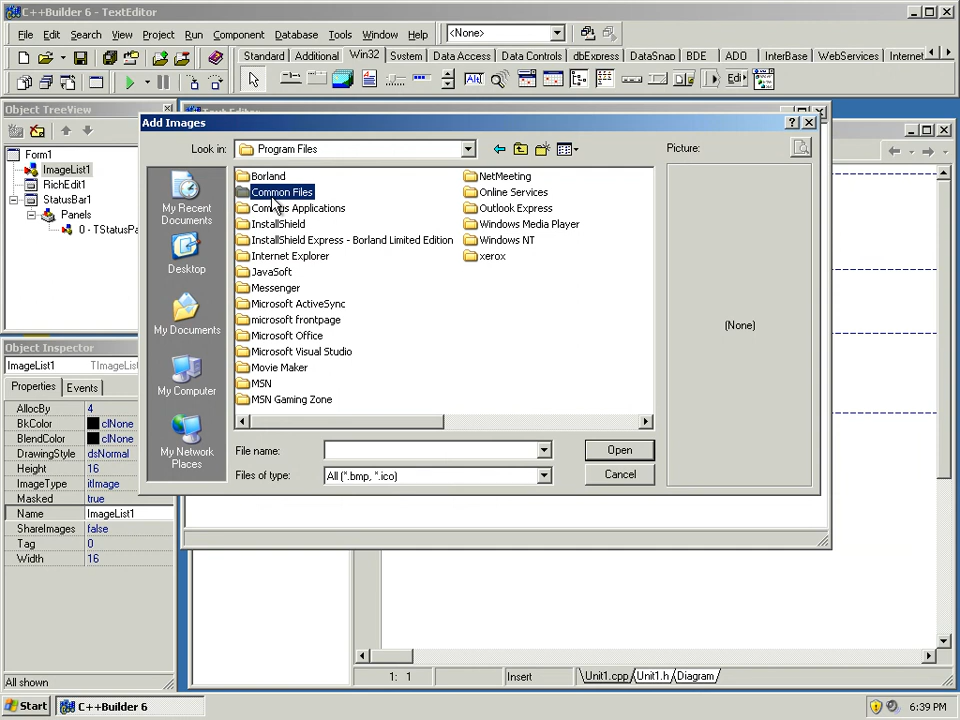 C++Builder 6 - TextEditor
File Edit Search View Project Run Component Database Tools Window Help <None>
Standard Additional Win32 System Data Access Data Controls dbExpress DataSnap BDE ADO InterBase WebServices Internet
Object TreeView
Form1
ImageList1
RichEdit1
StatusBar1
Panels
0 - TStatusPa
Add Images
Look in: Program Files
Picture:
My Recent Documents
Desktop
My Documents
My Computer
My Network Places
Borland
Common Files
InstallShield
InstallShield Express - Borland Limited Edition
Internet Explorer
JavaSoft
Messenger
Microsoft ActiveSync
microsoft frontpage
Microsoft Office
Microsoft Visual Studio
Movie Maker
MSN
MSN Gaming Zone
NetMeeting
Online Services
Outlook Express
Windows Media Player
Windows NT
xerox
(None)
File name: Open
Files of type: All (*.bmp, *.ico) Cancel
Object Inspector
ImageList1 TImageList
Properties Events
AllocBy 4
BkColor clNone
BlendColor clNone
DrawingStyle dsNormal
Height 16
ImageType itImage
Masked true
Name ImageList1
ShareImages false
Tag 0
Width 16
All shown
1: 1 Insert Unit1.cpp Unit1.h Diagram
Start C++Builder 6 6:39 PM